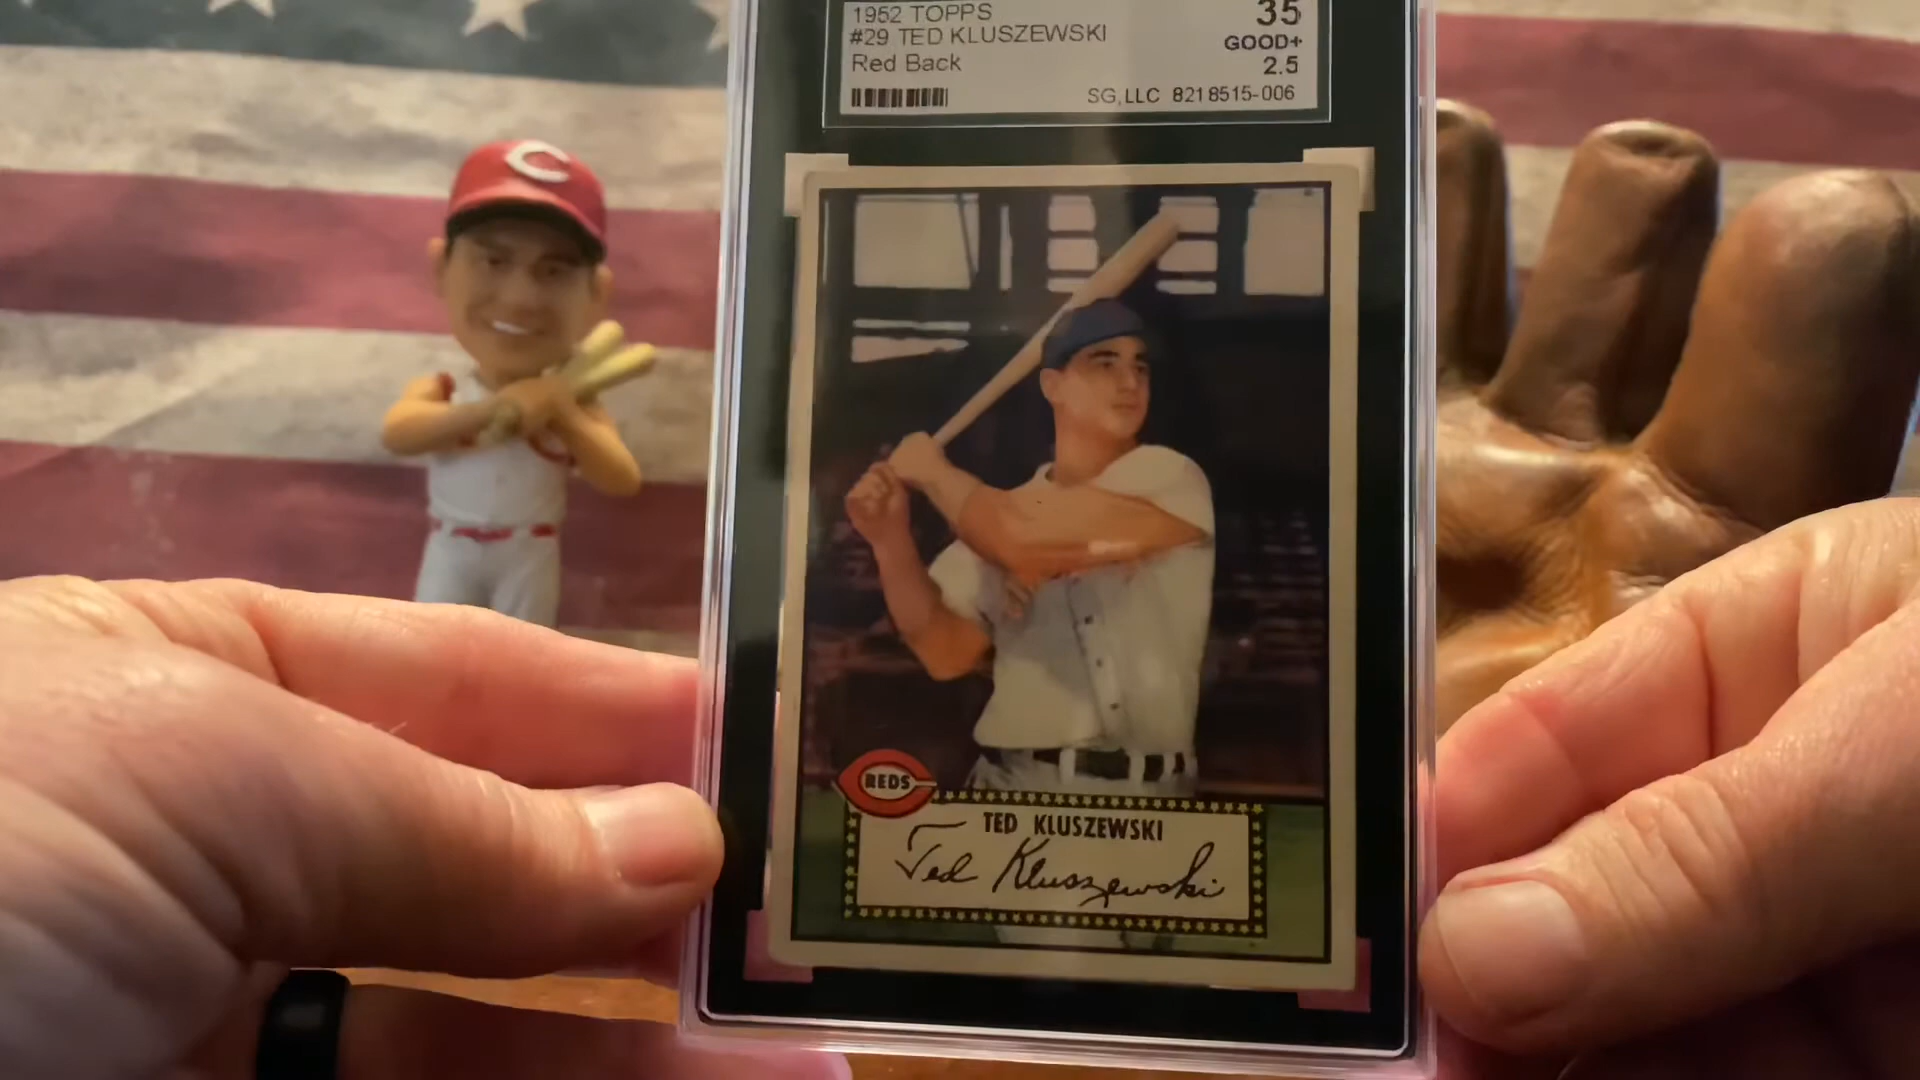 1952 TOPPS 35
#29 TED KLUSZEWSKI GOOD+
Red Back 2.5
SG, LLC 8218515-006
C
REDS
TED KLUSZEWSKI
Ted Kluszewski